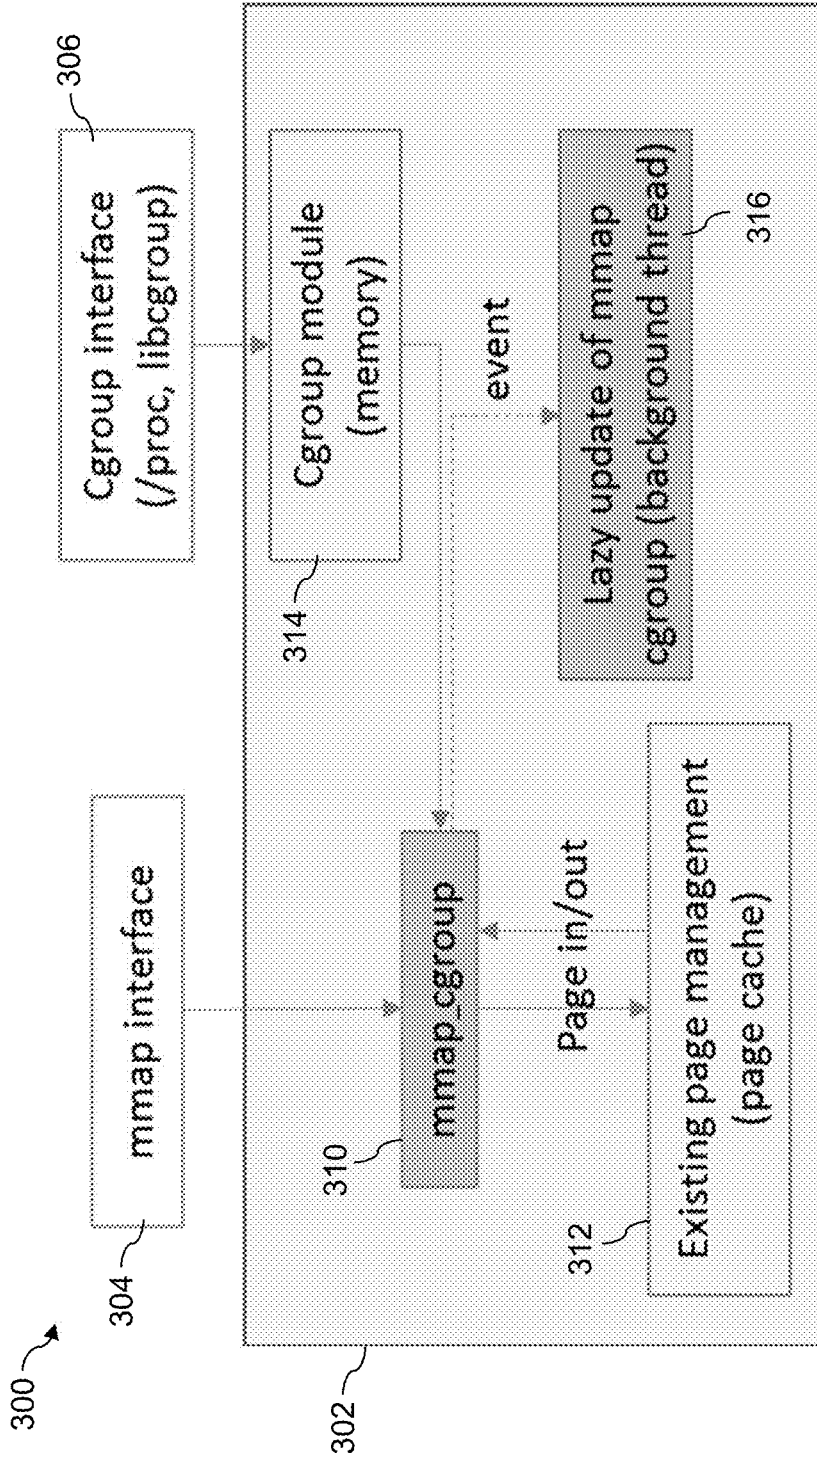 300
304
mmap interface
306
Cgroup interface
(/proc, libcgroup)
302
310
mmap_cgroup
314
Cgroup module
(memory)
Page in/out
event
312
Existing page management
(page cache)
Lazy update of mmap
cgroup (background thread)
316